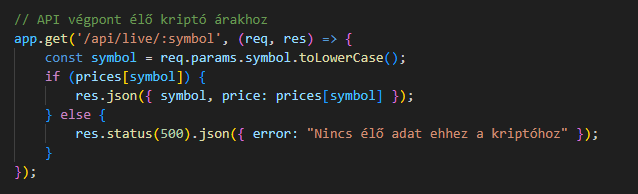 // API végpont élő kriptó árakhoz
app.get('/api/live/:symbol', (req, res) => {
    const symbol = req.params.symbol.toLowerCase();
    if (prices[symbol]) {
        res.json({ symbol, price: prices[symbol] });
    } else {
        res.status(500).json({ error: "Nincs élő adat ehhez a kriptóhoz" });
    }
});